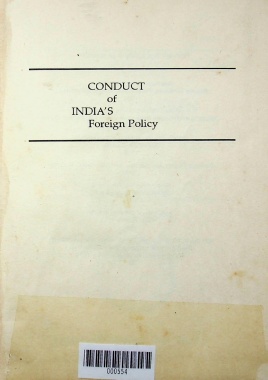 CONDUCT
of
INDIA'S
Foreign Policy
000554